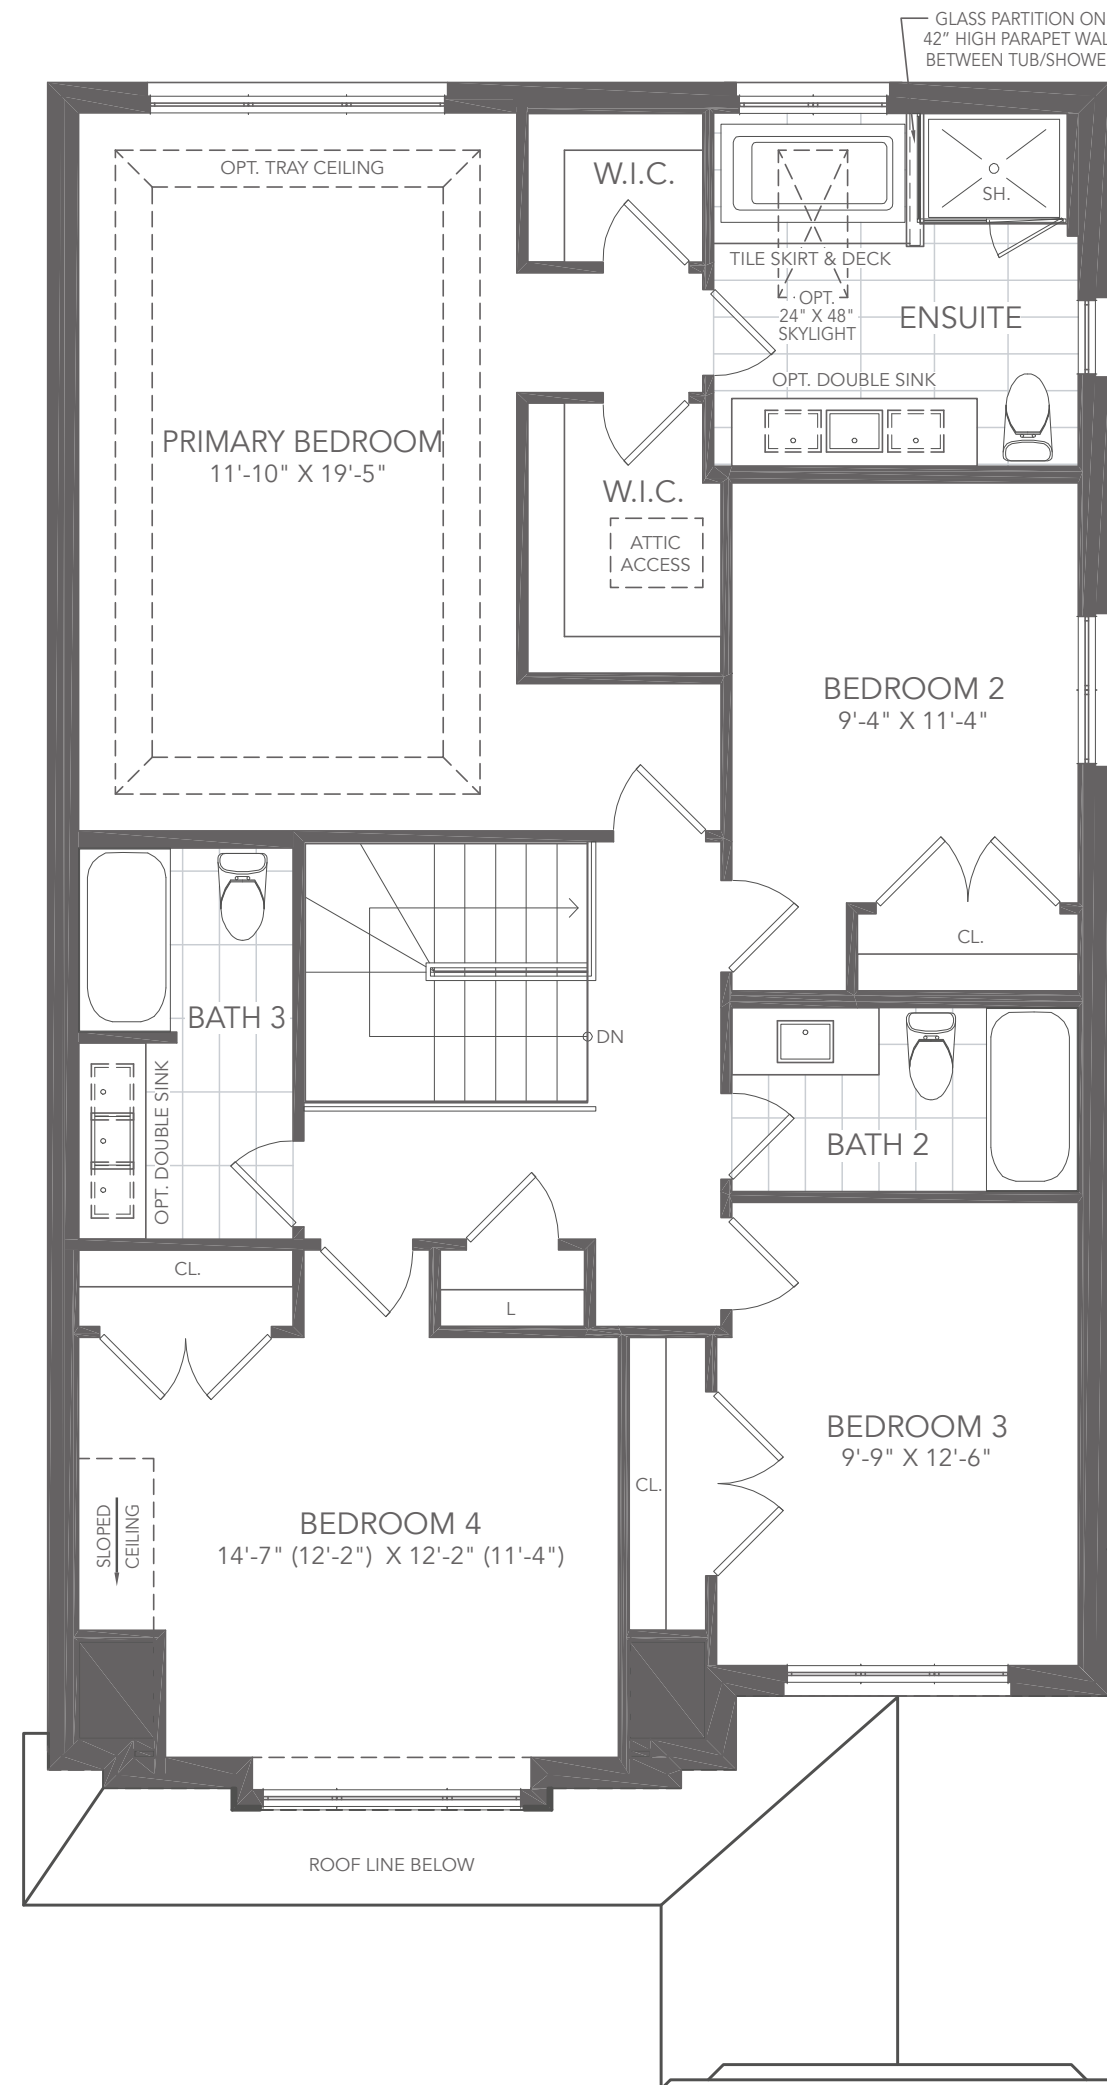 GLASS PARTITION ON
42" HIGH PARAPET WAL
BETWEEN TUB/SHOWE
OPT. TRAY CEILING
W.I.C.
SH.
TILE SKIRT & DECK
OPT.
24" X 48"
SKYLIGHT
ENSUITE
OPT. DOUBLE SINK
PRIMARY BEDROOM
11'-10" X 19'-5"
W.I.C.
ATTIC
ACCESS
BEDROOM 2
9'-4" X 11'-4"
CL.
BATH 3
DN
OPT. DOUBLE SINK
BATH 2
CL.
L
BEDROOM 3
9'-9" X 12'-6"
CL.
SLOPED
CEILING
BEDROOM 4
14'-7" (12'-2") X 12'-2" (11'-4")
ROOF LINE BELOW